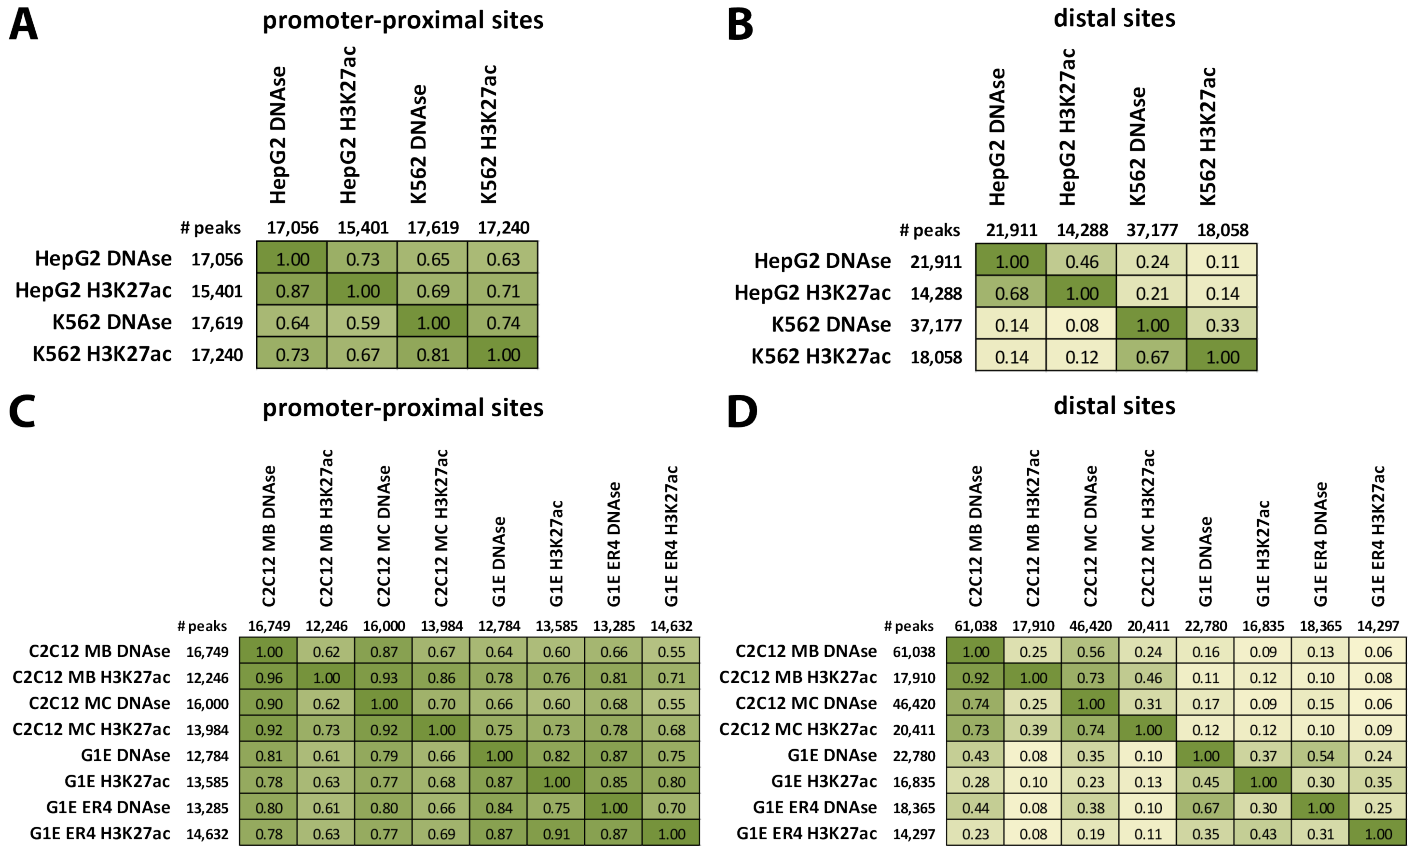 A
promoter-proximal sites
HepG2 DNAse
HepG2 H3K27ac
K562 DNAse
K562 H3K27ac
# peaks 17,056 15,401 17,619 17,240
HepG2 DNAse 17,056 1.00 0.73 0.65 0.63
HepG2 H3K27ac 15,401 0.87 1.00 0.69 0.71
K562 DNAse 17,619 0.64 0.59 1.00 0.74
K562 H3K27ac 17,240 0.73 0.67 0.81 1.00
B
distal sites
HepG2 DNAse
HepG2 H3K27ac
K562 DNAse
K562 H3K27ac
# peaks 21,911 14,288 37,177 18,058
HepG2 DNAse 21,911 1.00 0.46 0.24 0.11
HepG2 H3K27ac 14,288 0.68 1.00 0.21 0.14
K562 DNAse 37,177 0.14 0.08 1.00 0.33
K562 H3K27ac 18,058 0.14 0.12 0.67 1.00
C
promoter-proximal sites
C2C12 MB DNAse
C2C12 MB H3K27ac
C2C12 MC DNAse
C2C12 MC H3K27ac
G1E DNAse
G1E H3K27ac
G1E ER4 DNAse
G1E ER4 H3K27ac
# peaks 16,749 12,246 16,000 13,984 12,784 13,585 13,285 14,632
C2C12 MB DNAse 16,749 1.00 0.62 0.87 0.67 0.64 0.60 0.66 0.55
C2C12 MB H3K27ac 12,246 0.96 1.00 0.93 0.86 0.78 0.76 0.81 0.71
C2C12 MC DNAse 16,000 0.90 0.62 1.00 0.70 0.66 0.60 0.68 0.55
C2C12 MC H3K27ac 13,984 0.92 0.73 0.92 1.00 0.75 0.73 0.78 0.68
G1E DNAse 12,784 0.81 0.61 0.79 0.66 1.00 0.82 0.87 0.75
G1E H3K27ac 13,585 0.78 0.63 0.77 0.68 0.87 1.00 0.85 0.80
G1E ER4 DNAse 13,285 0.80 0.61 0.80 0.66 0.84 0.75 1.00 0.70
G1E ER4 H3K27ac 14,632 0.78 0.63 0.77 0.69 0.87 0.91 0.87 1.00
D
distal sites
C2C12 MB DNAse
C2C12 MB H3K27ac
C2C12 MC DNAse
C2C12 MC H3K27ac
G1E DNAse
G1E H3K27ac
G1E ER4 DNAse
G1E ER4 H3K27ac
# peaks 61,038 17,910 46,420 20,411 22,780 16,835 18,365 14,297
C2C12 MB DNAse 61,038 1.00 0.25 0.56 0.24 0.16 0.09 0.13 0.06
C2C12 MB H3K27ac 17,910 0.92 1.00 0.73 0.46 0.11 0.12 0.10 0.08
C2C12 MC DNAse 46,420 0.74 0.25 1.00 0.31 0.17 0.09 0.15 0.06
C2C12 MC H3K27ac 20,411 0.73 0.39 0.74 1.00 0.12 0.12 0.10 0.09
G1E DNAse 22,780 0.43 0.08 0.35 0.10 1.00 0.37 0.54 0.24
G1E H3K27ac 16,835 0.28 0.10 0.23 0.13 0.45 1.00 0.30 0.35
G1E ER4 DNAse 18,365 0.44 0.08 0.38 0.10 0.67 0.30 1.00 0.25
G1E ER4 H3K27ac 14,297 0.23 0.08 0.19 0.11 0.35 0.43 0.31 1.00